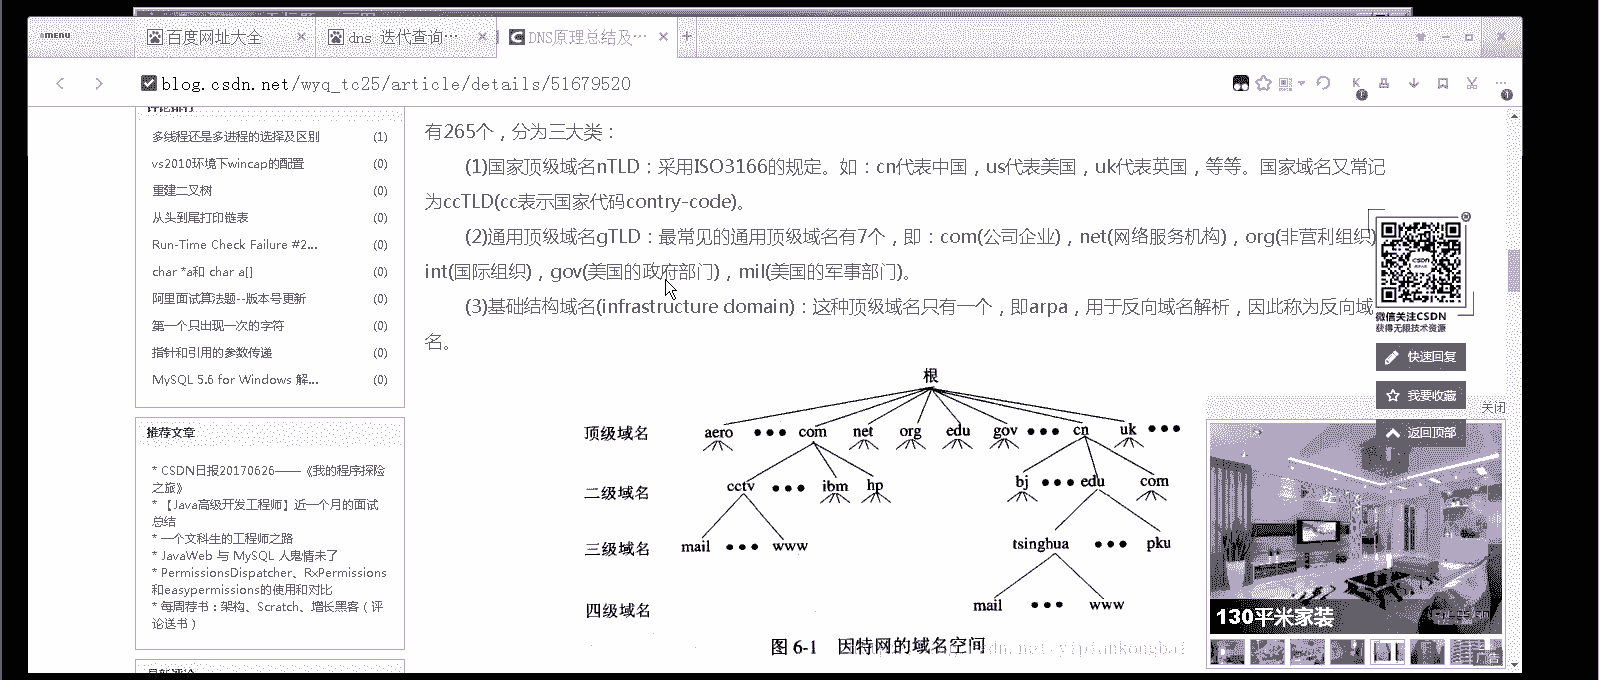 ≡MENU
百度网址大全
dns 迭代查询…
DNS原理总结及…
blog.csdn.net/wyq_tc25/article/details/51679520
多线程还是多进程的选择及区别 (1)
vs2010环境下wincap的配置 (0)
重建二叉树 (0)
从头到尾打印链表 (0)
Run-Time Check Failure #2... (0)
char *a和 char a[] (0)
阿里面试算法题--版本号更新 (0)
第一个只出现一次的字符 (0)
指针和引用的参数传递 (0)
MySQL 5.6 for Windows 解... (0)
推荐文章
* CSDN日报20170626——《我的程序探险
之旅》
* 【Java高级开发工程师】近一个月的面试
总结
* 一个文科生的工程师之路
* JavaWeb 与 MySQL 人鬼情未了
* PermissionsDispatcher、RxPermissions
和easypermissions的使用和对比
* 每周荐书：架构、Scratch、增长黑客（评
论送书）
有265个，分为三大类：
(1)国家顶级域名nTLD：采用ISO3166的规定。如：cn代表中国，us代表美国，uk代表英国，等等。国家域名又常记
为ccTLD(cc表示国家代码contry-code)。
(2)通用顶级域名gTLD：最常见的通用顶级域名有7个，即：com(公司企业)，net(网络服务机构)，org(非营利组织)
int(国际组织)，gov(美国的政府部门)，mil(美国的军事部门)。
(3)基础结构域名(infrastructure domain)：这种顶级域名只有一个，即arpa，用于反向域名解析，因此称为反向域
名。
根
顶级域名 aero ••• com net org edu gov ••• cn uk •••
二级域名 cctv ••• ibm hp bj ••• edu com
三级域名 mail ••• www tsinghua ••• pku
四级域名 mail ••• www
图 6-1 因特网的域名空间
csdn
微信关注CSDN
获得无限技术资源
快速回复
我要收藏
返回顶部
关闭
130平米家装
广告